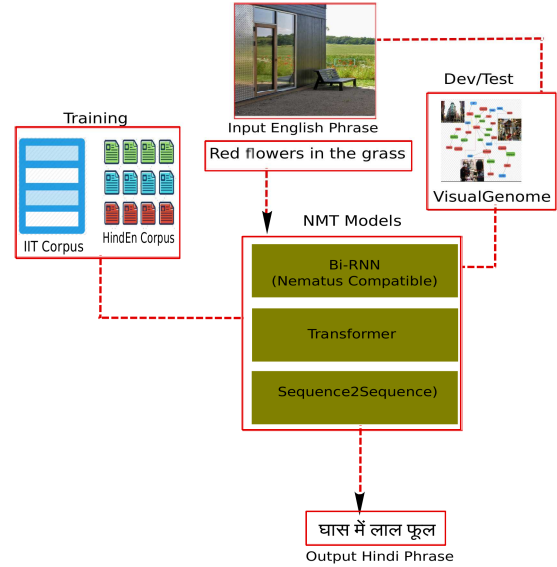 Input English Phrase
Red flowers in the grass
Dev/Test
VisualGenome
Training
IIT Corpus
HindEn Corpus
NMT Models
Bi-RNN
(Nematus Compatible)
Transformer
Sequence2Sequence)
घास में लाल फूल
Output Hindi Phrase